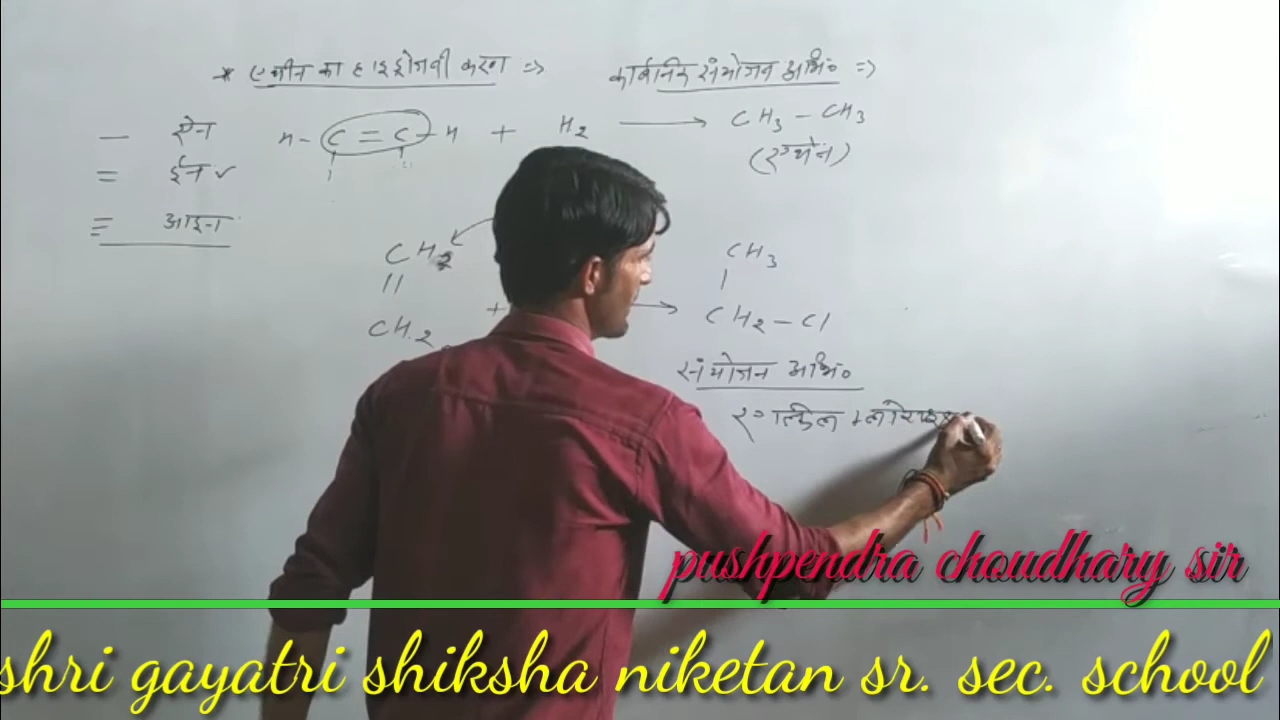 * एथीन का हाइड्रोजनी करण ⇒
कार्बनिक संयोजन अभि० ⇒
— ऐन
= ईन ✓
≡ आइन
H - C = C - H + H2 ⟶ CH3 – CH3
(एथेन)
CH2
||
CH2
+
⟶
CH3
|
CH2 – Cl
संयोजन अभि०
pushpendra choudhary sir
shri gayatri shiksha niketan sr. sec. school